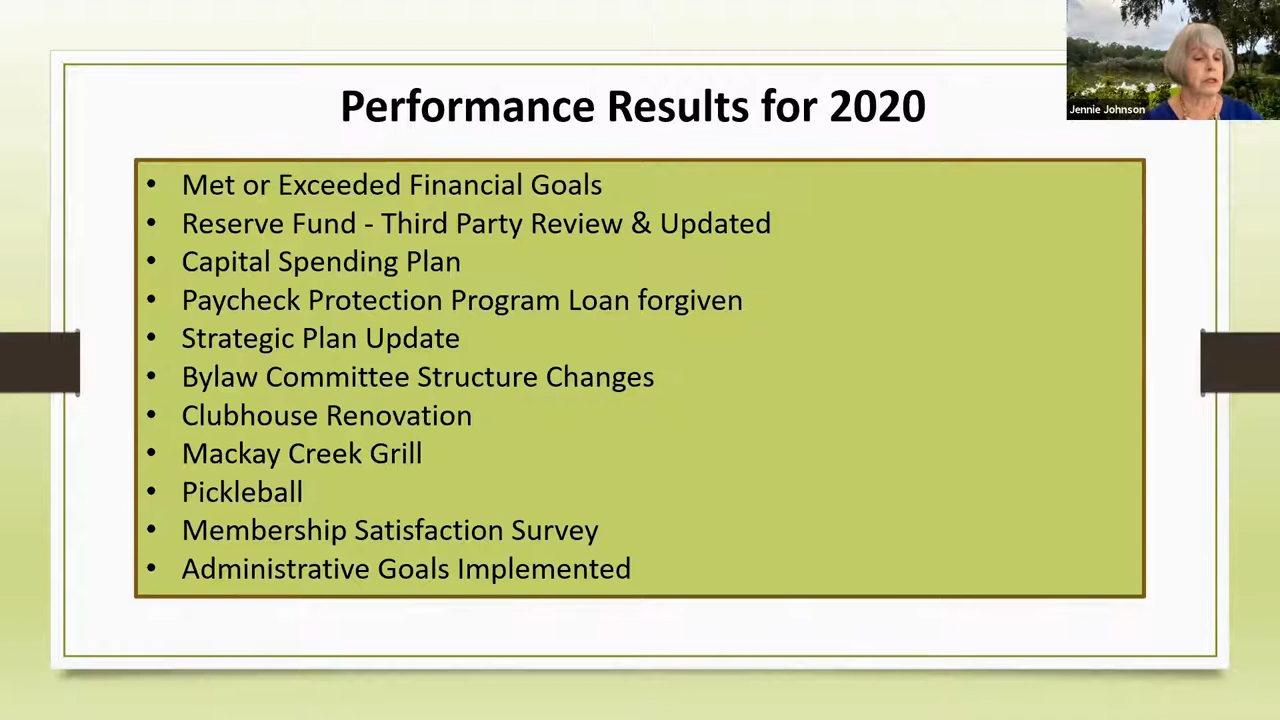 Performance Results for 2020
Jennie Johnson
• Met or Exceeded Financial Goals
• Reserve Fund - Third Party Review & Updated
• Capital Spending Plan
• Paycheck Protection Program Loan forgiven
• Strategic Plan Update
• Bylaw Committee Structure Changes
• Clubhouse Renovation
• Mackay Creek Grill
• Pickleball
• Membership Satisfaction Survey
• Administrative Goals Implemented